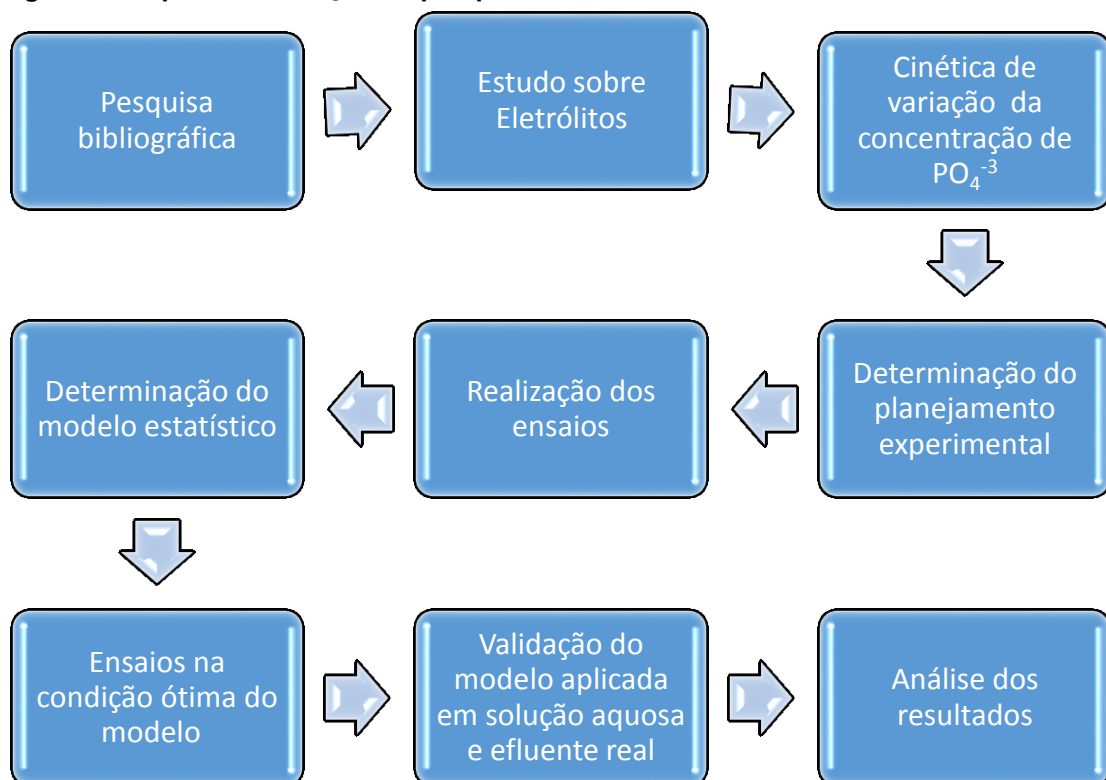 Pesquisa
bibliográfica
Estudo sobre
Eletrólitos
Cinética de
variação da
concentração de
PO₄⁻³
Determinação do
planejamento
experimental
Realização dos
ensaios
Determinação do
modelo estatístico
Ensaios na
condição ótima do
modelo
Validação do
modelo aplicada
em solução aquosa
e efluente real
Análise dos
resultados